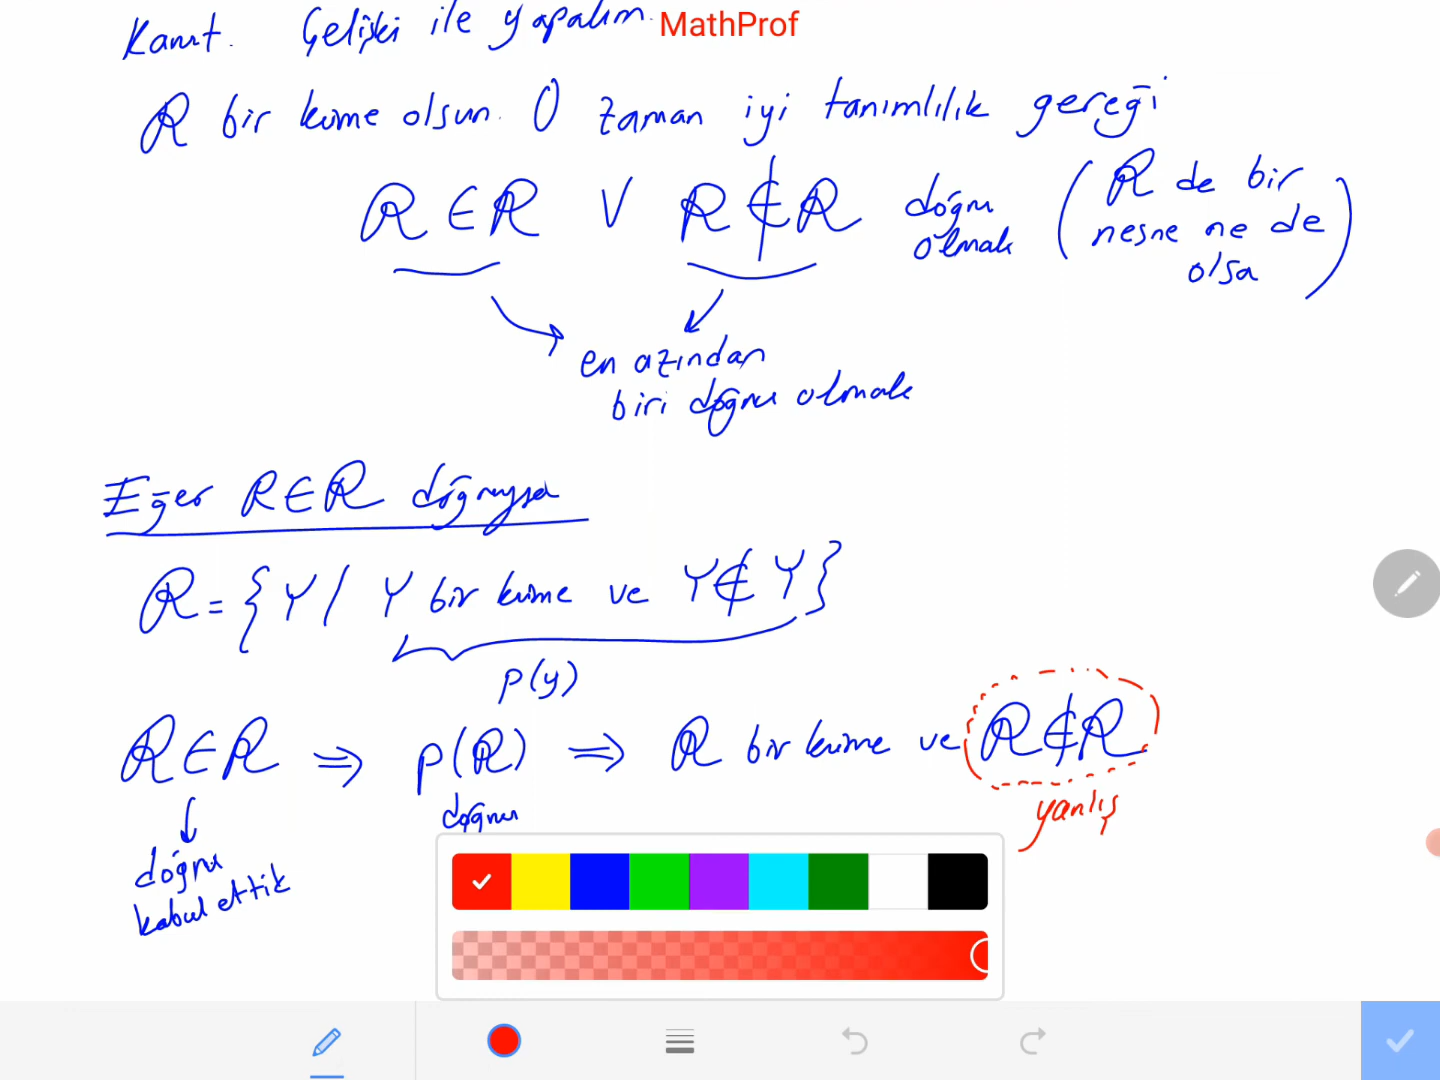 Kanıt. Çelişki ile yapalım. MathProf
R bir küme olsun. O zaman iyi tanımlılık gereği
R ∈ R ∨ R ∉ R doğru olmalı (R de bir nesne ne de olsa)
en azından
biri doğru olmalı
Eğer R ∈ R doğruysa
R = {Y / Y bir küme ve Y ∉ Y}
p(y)
R ∈ R ⇒ p(R) ⇒ R bir küme ve R ∉ R
doğru
yanlış
doğru
kabul ettik